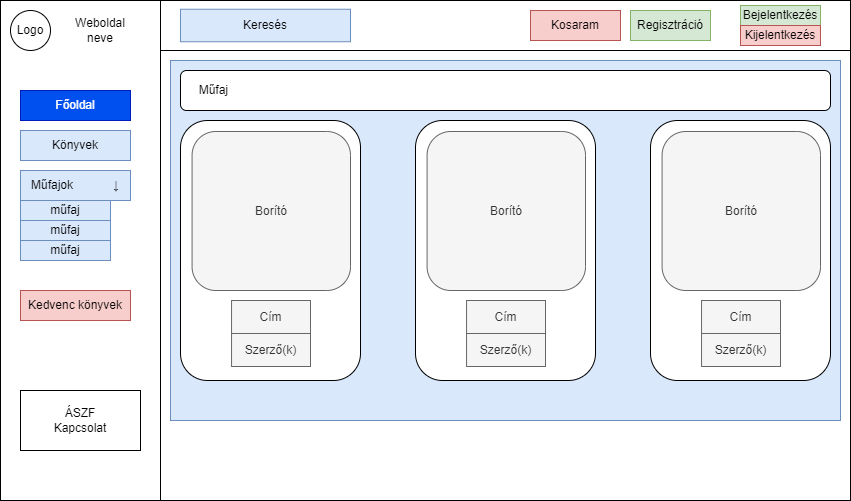 Logo
Weboldal
neve
Keresés
Kosaram
Regisztráció
Bejelentkezés
Kijelentkezés
Főoldal
Könyvek
Műfajok ↓
műfaj
műfaj
műfaj
Kedvenc könyvek
ÁSZF
Kapcsolat
Műfaj
Borító
Cím
Szerző(k)
Borító
Cím
Szerző(k)
Borító
Cím
Szerző(k)